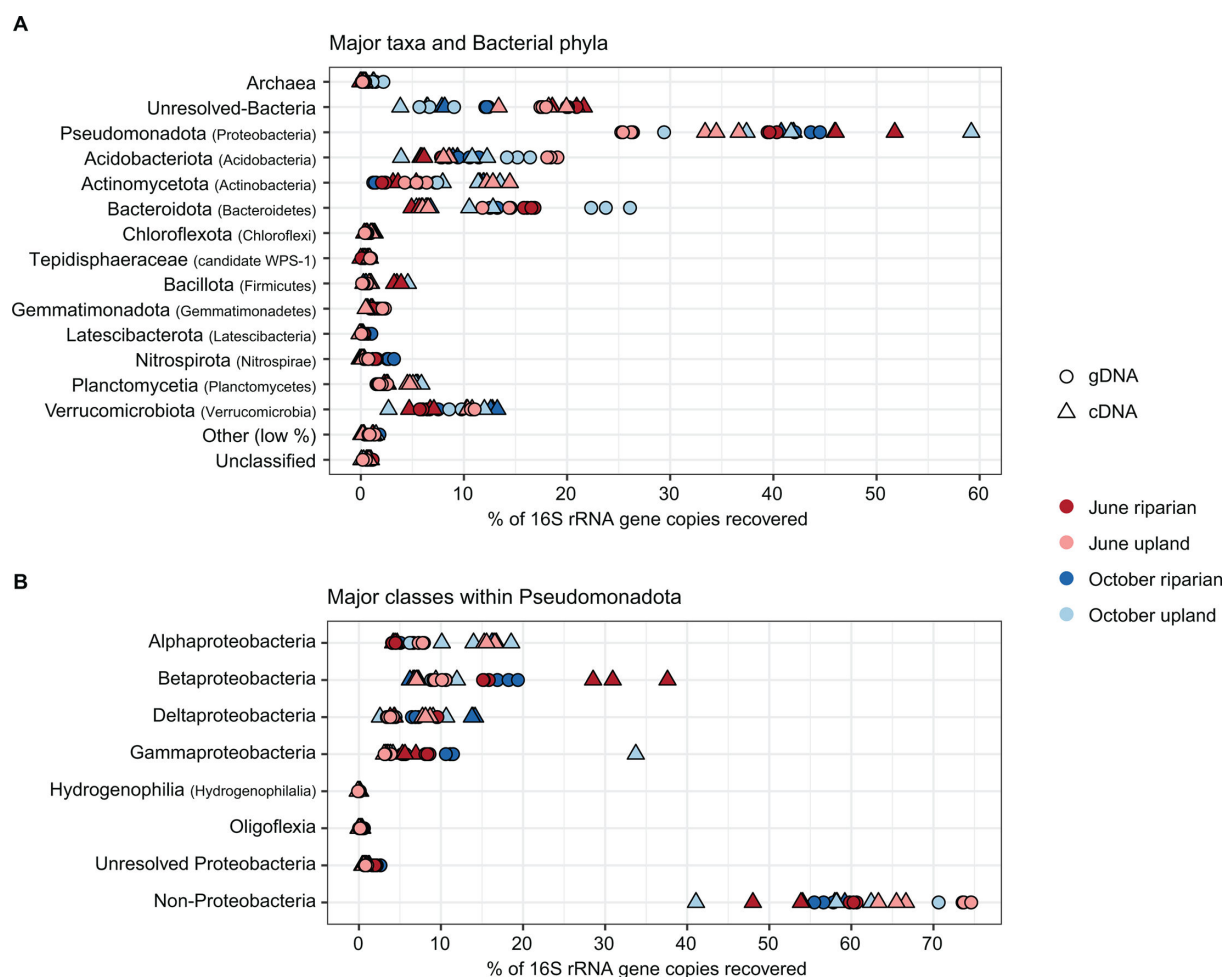 A
Major taxa and Bacterial phyla
Archaea
Unresolved-Bacteria
Pseudomonadota (Proteobacteria)
Acidobacteriota (Acidobacteria)
Actinomycetota (Actinobacteria)
Bacteroidota (Bacteroidetes)
Chloroflexota (Chloroflexi)
Tepidisphaeraceae (candidate WPS-1)
Bacillota (Firmicutes)
Gemmatimonadota (Gemmatimonadetes)
Latescibacterota (Latescibacteria)
Nitrospirota (Nitrospirae)
Planctomycetia (Planctomycetes)
Verrucomicrobiota (Verrucomicrobia)
Other (low %)
Unclassified
0 10 20 30 40 50 60
% of 16S rRNA gene copies recovered
gDNA
cDNA
June riparian
June upland
October riparian
October upland
B
Major classes within Pseudomonadota
Alphaproteobacteria
Betaproteobacteria
Deltaproteobacteria
Gammaproteobacteria
Hydrogenophilia (Hydrogenophilalia)
Oligoflexia
Unresolved Proteobacteria
Non-Proteobacteria
0 10 20 30 40 50 60 70
% of 16S rRNA gene copies recovered